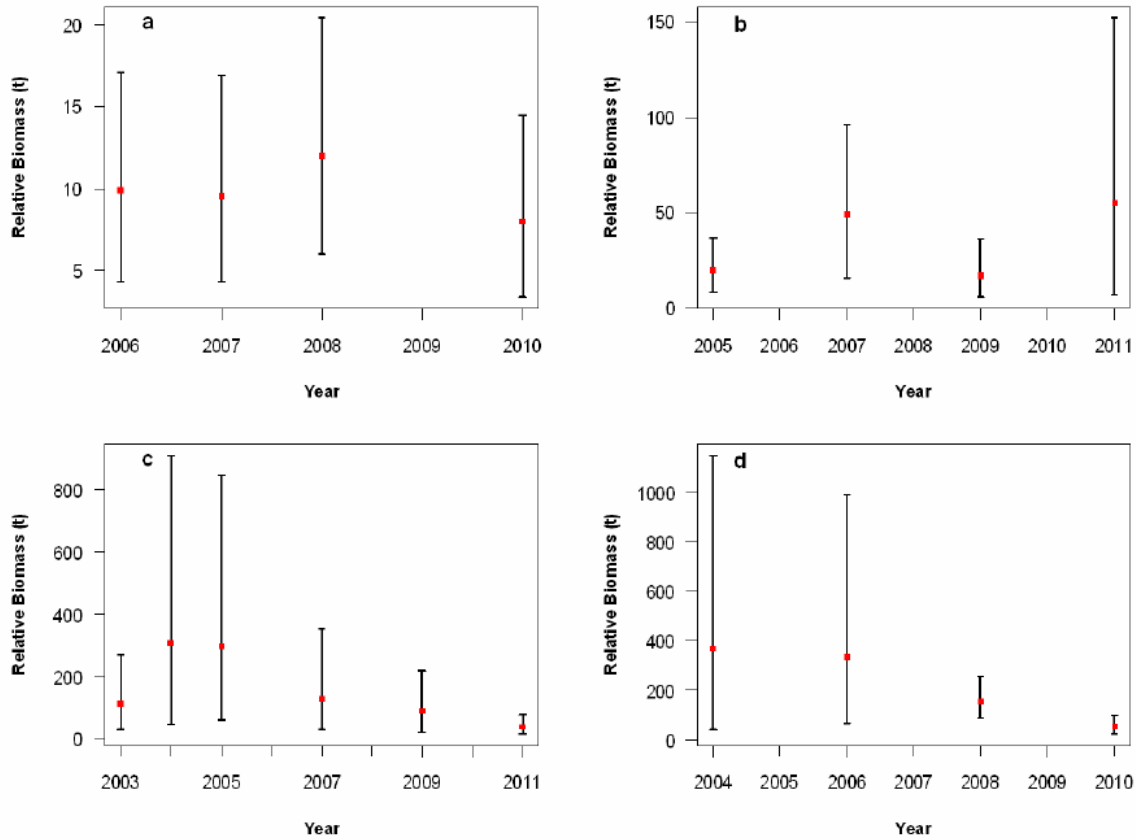 a
Relative Biomass (t)
20
15
10
5
2006 2007 2008 2009 2010
Year
b
Relative Biomass (t)
150
100
50
0
2005 2006 2007 2008 2009 2010 2011
Year
c
Relative Biomass (t)
800
600
400
200
0
2003 2005 2007 2009 2011
Year
d
Relative Biomass (t)
1000
800
600
400
200
0
2004 2005 2006 2007 2008 2009 2010
Year